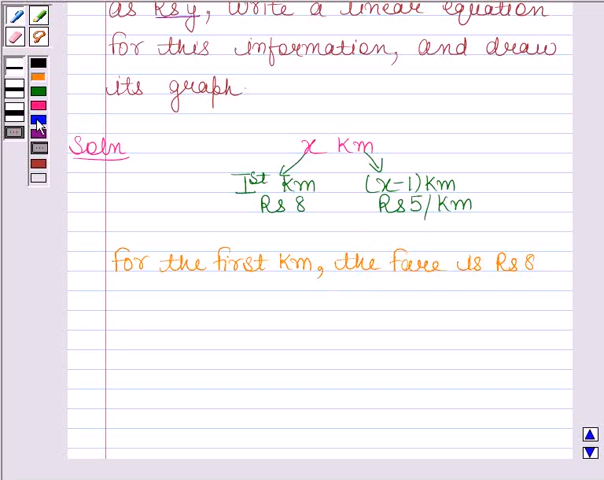 as Rs y, write a linear equation
for this information, and draw
its graph.
Soln
x Km
Ist Km
(x-1) Km
Rs 8
Rs 5/Km
for the first Km, the fare is Rs 8